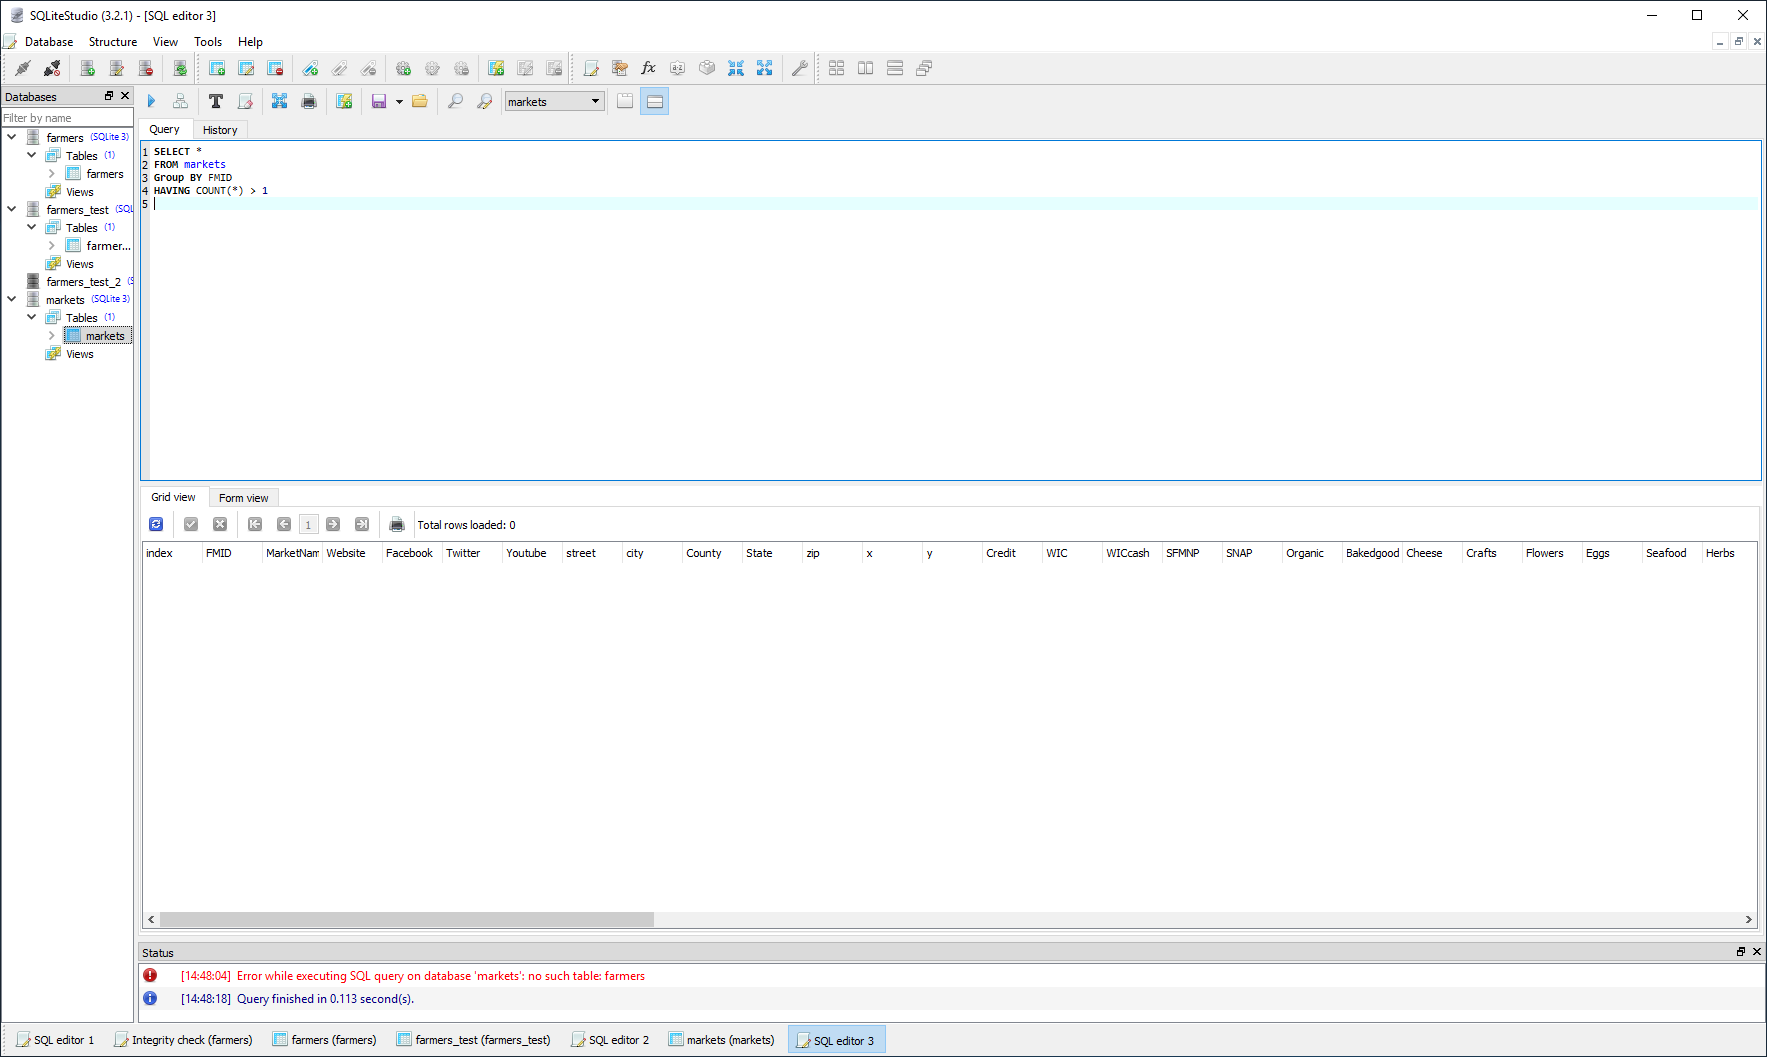 SQLiteStudio (3.2.1) - [SQL editor 3]
Database Structure View Tools Help
Databases
Filter by name
farmers (SQLite 3)
Tables (1)
farmers
Views
farmers_test (SQL
Tables (1)
farmer...
Views
farmers_test_2 (S
markets (SQLite 3)
Tables (1)
markets
Views
markets
Query History
1 SELECT *
2 FROM markets
3 Group BY FMID
4 HAVING COUNT(*) > 1
5
Grid view Form view
1 Total rows loaded: 0
index FMID MarketNam Website Facebook Twitter Youtube street city County State zip x y Credit WIC WICcash SFMNP SNAP Organic Bakedgood Cheese Crafts Flowers Eggs Seafood Herbs
Status
[14:48:04] Error while executing SQL query on database 'markets': no such table: farmers
[14:48:18] Query finished in 0.113 second(s).
SQL editor 1 Integrity check (farmers) farmers (farmers) farmers_test (farmers_test) SQL editor 2 markets (markets) SQL editor 3